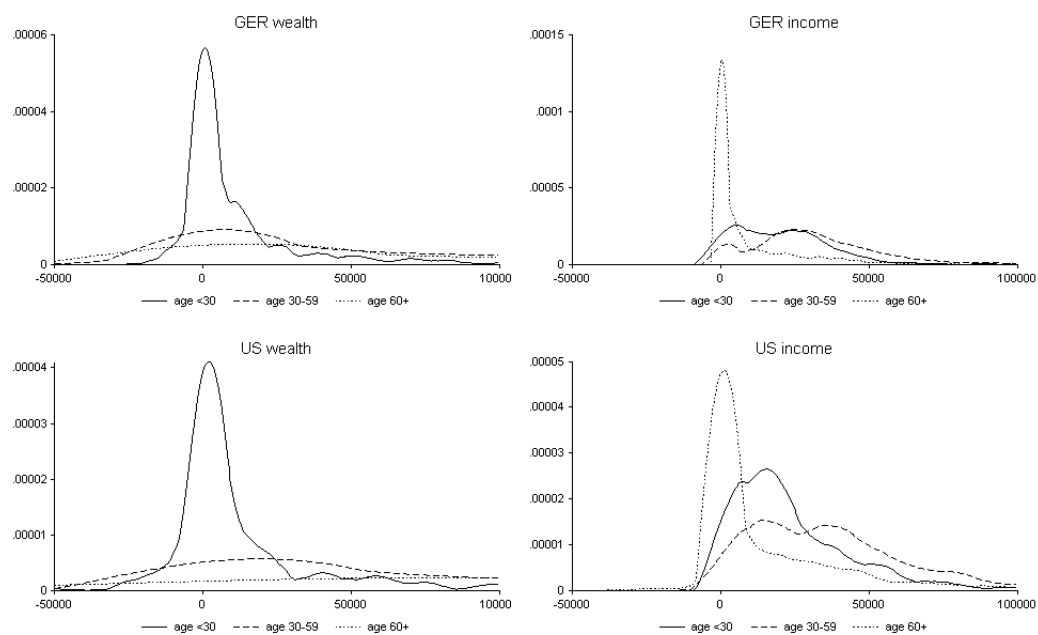 GER wealth
.00006
.00004
.00002
0
-50000 0 50000 10000
age <30 age 30-59 age 60+
GER income
.00015
.0001
.00005
0
-50000 0 50000 100000
age <30 age 30-59 age 60+
US wealth
.00004
.00003
.00002
.00001
0
-50000 0 50000 10000
age <30 age 30-59 age 60+
US income
.00005
.00004
.00003
.00002
.00001
0
-50000 0 50000 100000
age <30 age 30-59 age 60+